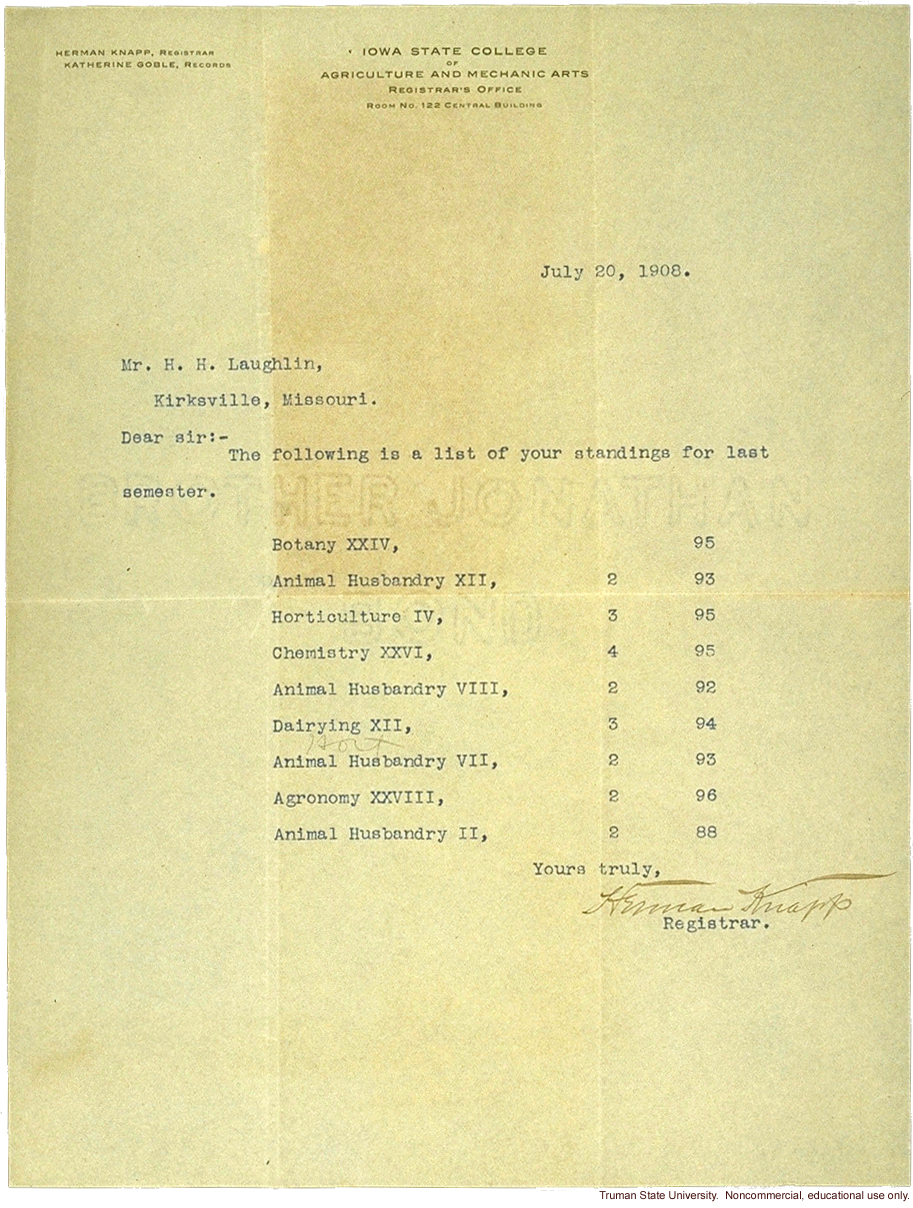 HERMAN KNAPP, REGISTRAR
KATHERINE GOBLE, RECORDS
IOWA STATE COLLEGE
OF
AGRICULTURE AND MECHANIC ARTS
REGISTRAR'S OFFICE
ROOM NO. 122 CENTRAL BUILDING
July 20, 1908.
Mr. H. H. Laughlin,
Kirksville, Missouri.
Dear sir:-
The following is a list of your standings for last
semester.
BROTHER JONATHAN
BOND
Botany XXIV, 95
Animal Husbandry XII, 2 93
Horticulture IV, 3 95
Chemistry XXVI, 4 95
Animal Husbandry VIII, 2 92
Dairying XII, 3 94
Hort
Animal Husbandry VII, 2 93
Agronomy XXVIII, 2 96
Animal Husbandry II, 2 88
Yours truly,
Herman Knapp
Registrar.
Truman State University. Noncommercial, educational use only.